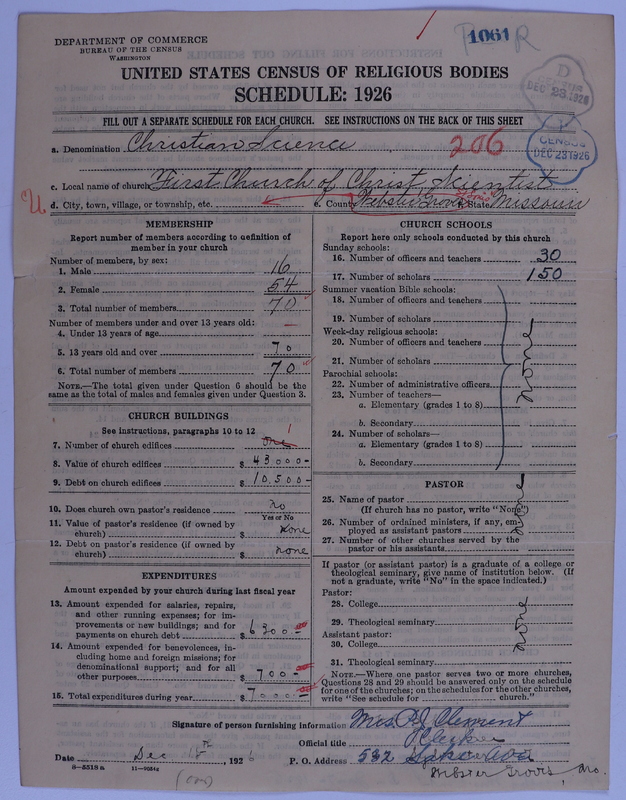 DEPARTMENT OF COMMERCE
BUREAU OF THE CENSUS
WASHINGTON
1061
UNITED STATES CENSUS OF RELIGIOUS BODIES
SCHEDULE: 1926
D
DEC 28 1926
CENSUS
DEC 23 1926
FILL OUT A SEPARATE SCHEDULE FOR EACH CHURCH. SEE INSTRUCTIONS ON THE BACK OF THIS SHEET
a. Denomination Christian Science
206
c. Local name of church First Church of Christ, Scientist
d. City, town, village, or township, etc. b. County Webster Groves State Missouri
MEMBERSHIP
Report number of members according to definition of
member in your church
Number of members, by sex:
1. Male 16
2. Female 54
3. Total number of members 70
Number of members under and over 13 years old:
4. Under 13 years of age —
5. 13 years old and over 70
6. Total number of members 70
NOTE.—The total given under Question 6 should be the
same as the total of males and females given under Question 3.
CHURCH BUILDINGS
See instructions, paragraphs 10 to 12
7. Number of church edifices one 1
8. Value of church edifices $ 43000-
9. Debt on church edifices $ 10,500-
10. Does church own pastor's residence no
Yes or No
11. Value of pastor's residence (if owned by
church) $ none
12. Debt on pastor's residence (if owned by
church) $ none
EXPENDITURES
Amount expended by your church during last fiscal year
13. Amount expended for salaries, repairs,
and other running expenses; for im-
provements or new buildings; and for
payments on church debt $ 6300-
14. Amount expended for benevolences, in-
cluding home and foreign missions; for
denominational support; and for all
other purposes $ 700-
15. Total expenditures during year $ 7000-
CHURCH SCHOOLS
Report here only schools conducted by this church
Sunday schools:
16. Number of officers and teachers 30
17. Number of scholars 150
Summer vacation Bible schools:
18. Number of officers and teachers
19. Number of scholars
Week-day religious schools:
20. Number of officers and teachers
21. Number of scholars
none
Parochial schools:
22. Number of administrative officers
23. Number of teachers—
a. Elementary (grades 1 to 8)
b. Secondary
24. Number of scholars—
a. Elementary (grades 1 to 8)
b. Secondary
PASTOR
25. Name of pastor
(If church has no pastor, write "None")
none
26. Number of ordained ministers, if any, em-
ployed as assistant pastors
27. Number of other churches served by the
pastor or his assistants
If pastor (or assistant pastor) is a graduate of a college or
theological seminary, give name of institution below. (If
not a graduate, write "No" in the space indicated.)
Pastor:
28. College
29. Theological seminary
none
Assistant pastor:
30. College
31. Theological seminary
NOTE.—Where one pastor serves two or more churches,
Questions 28 and 29 should be answered only on the schedule
for one of the churches; on the schedules for the other churches,
write "See schedule for church."
Signature of person furnishing information Mrs. P. J. Clement
Official title Clerk
Date Dec 1926 P. O. Address 532 Ave
8-5518 a
Webster Groves, Mo.